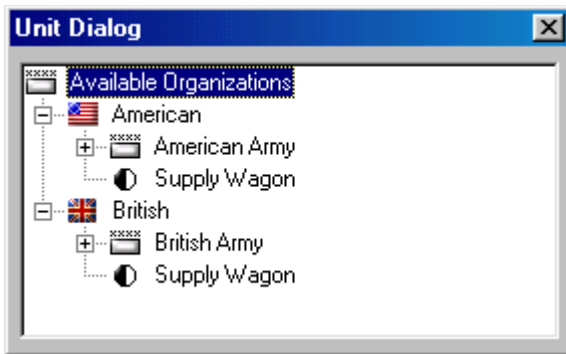 Unit Dialog
Available Organizations
American
American Army
Supply Wagon
British
British Army
Supply Wagon